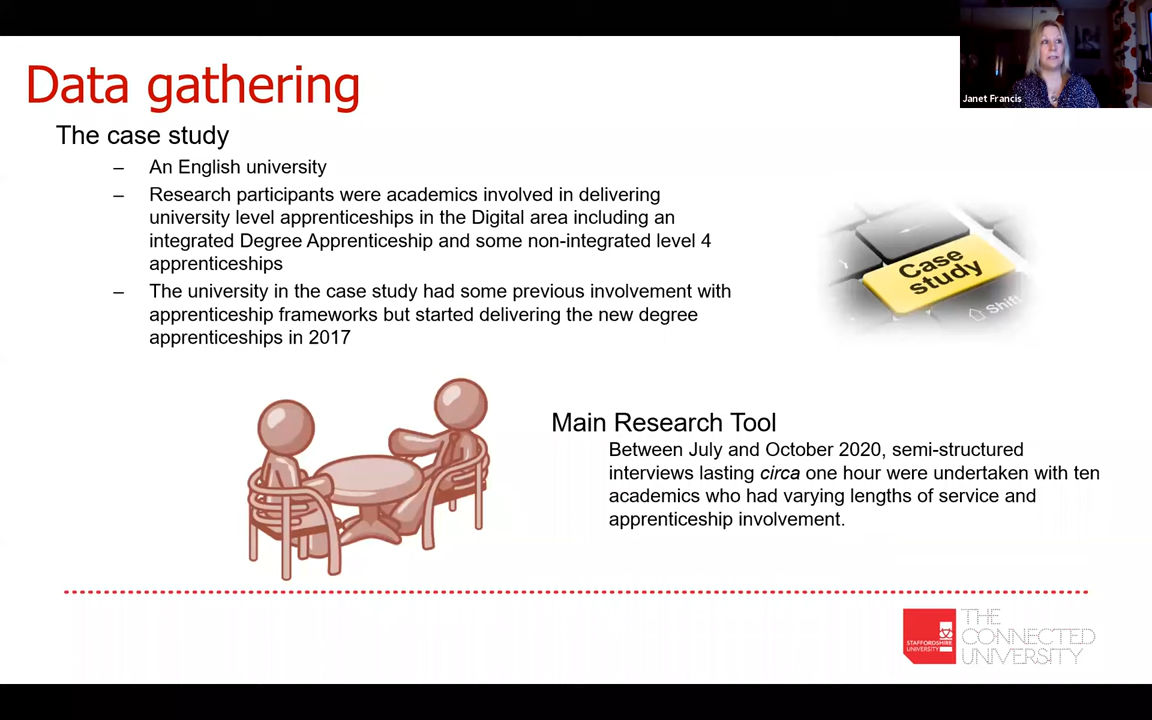 Data gathering
Janet Francis
The case study
– An English university
– Research participants were academics involved in delivering
university level apprenticeships in the Digital area including an
integrated Degree Apprenticeship and some non-integrated level 4
apprenticeships
– The university in the case study had some previous involvement with
apprenticeship frameworks but started delivering the new degree
apprenticeships in 2017
Case
study
Shift
Main Research Tool
Between July and October 2020, semi-structured
interviews lasting circa one hour were undertaken with ten
academics who had varying lengths of service and
apprenticeship involvement.
STAFFORDSHIRE
UNIVERSITY
THE
CONNECTED
UNIVERSITY